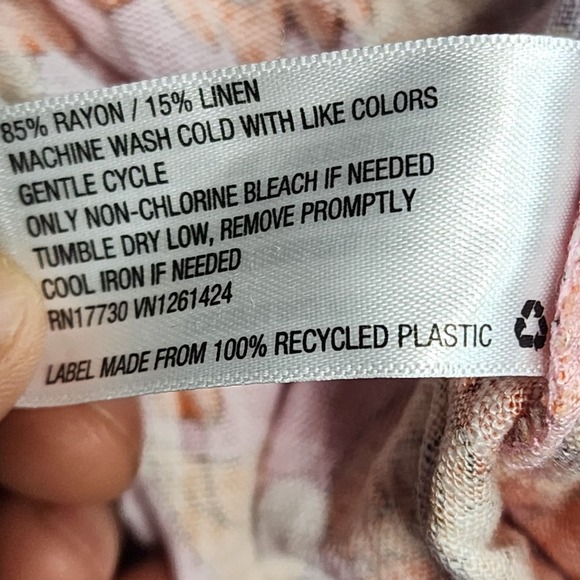 85% RAYON / 15% LINEN
MACHINE WASH COLD WITH LIKE COLORS
GENTLE CYCLE
ONLY NON-CHLORINE BLEACH IF NEEDED
TUMBLE DRY LOW, REMOVE PROMPTLY
COOL IRON IF NEEDED
RN17730 VN1261424
LABEL MADE FROM 100% RECYCLED PLASTIC